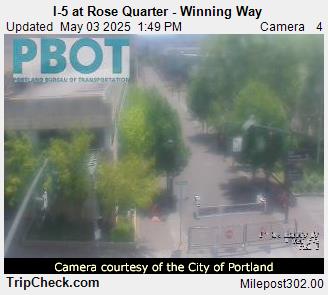 I-5 at Rose Quarter - Winning Way
Updated May 03 2025 1:49 PM Camera 4
PBOT
PORTLAND BUREAU OF TRANSPORTATION
Camera courtesy of the City of Portland
TripCheck.com Milepost302.00